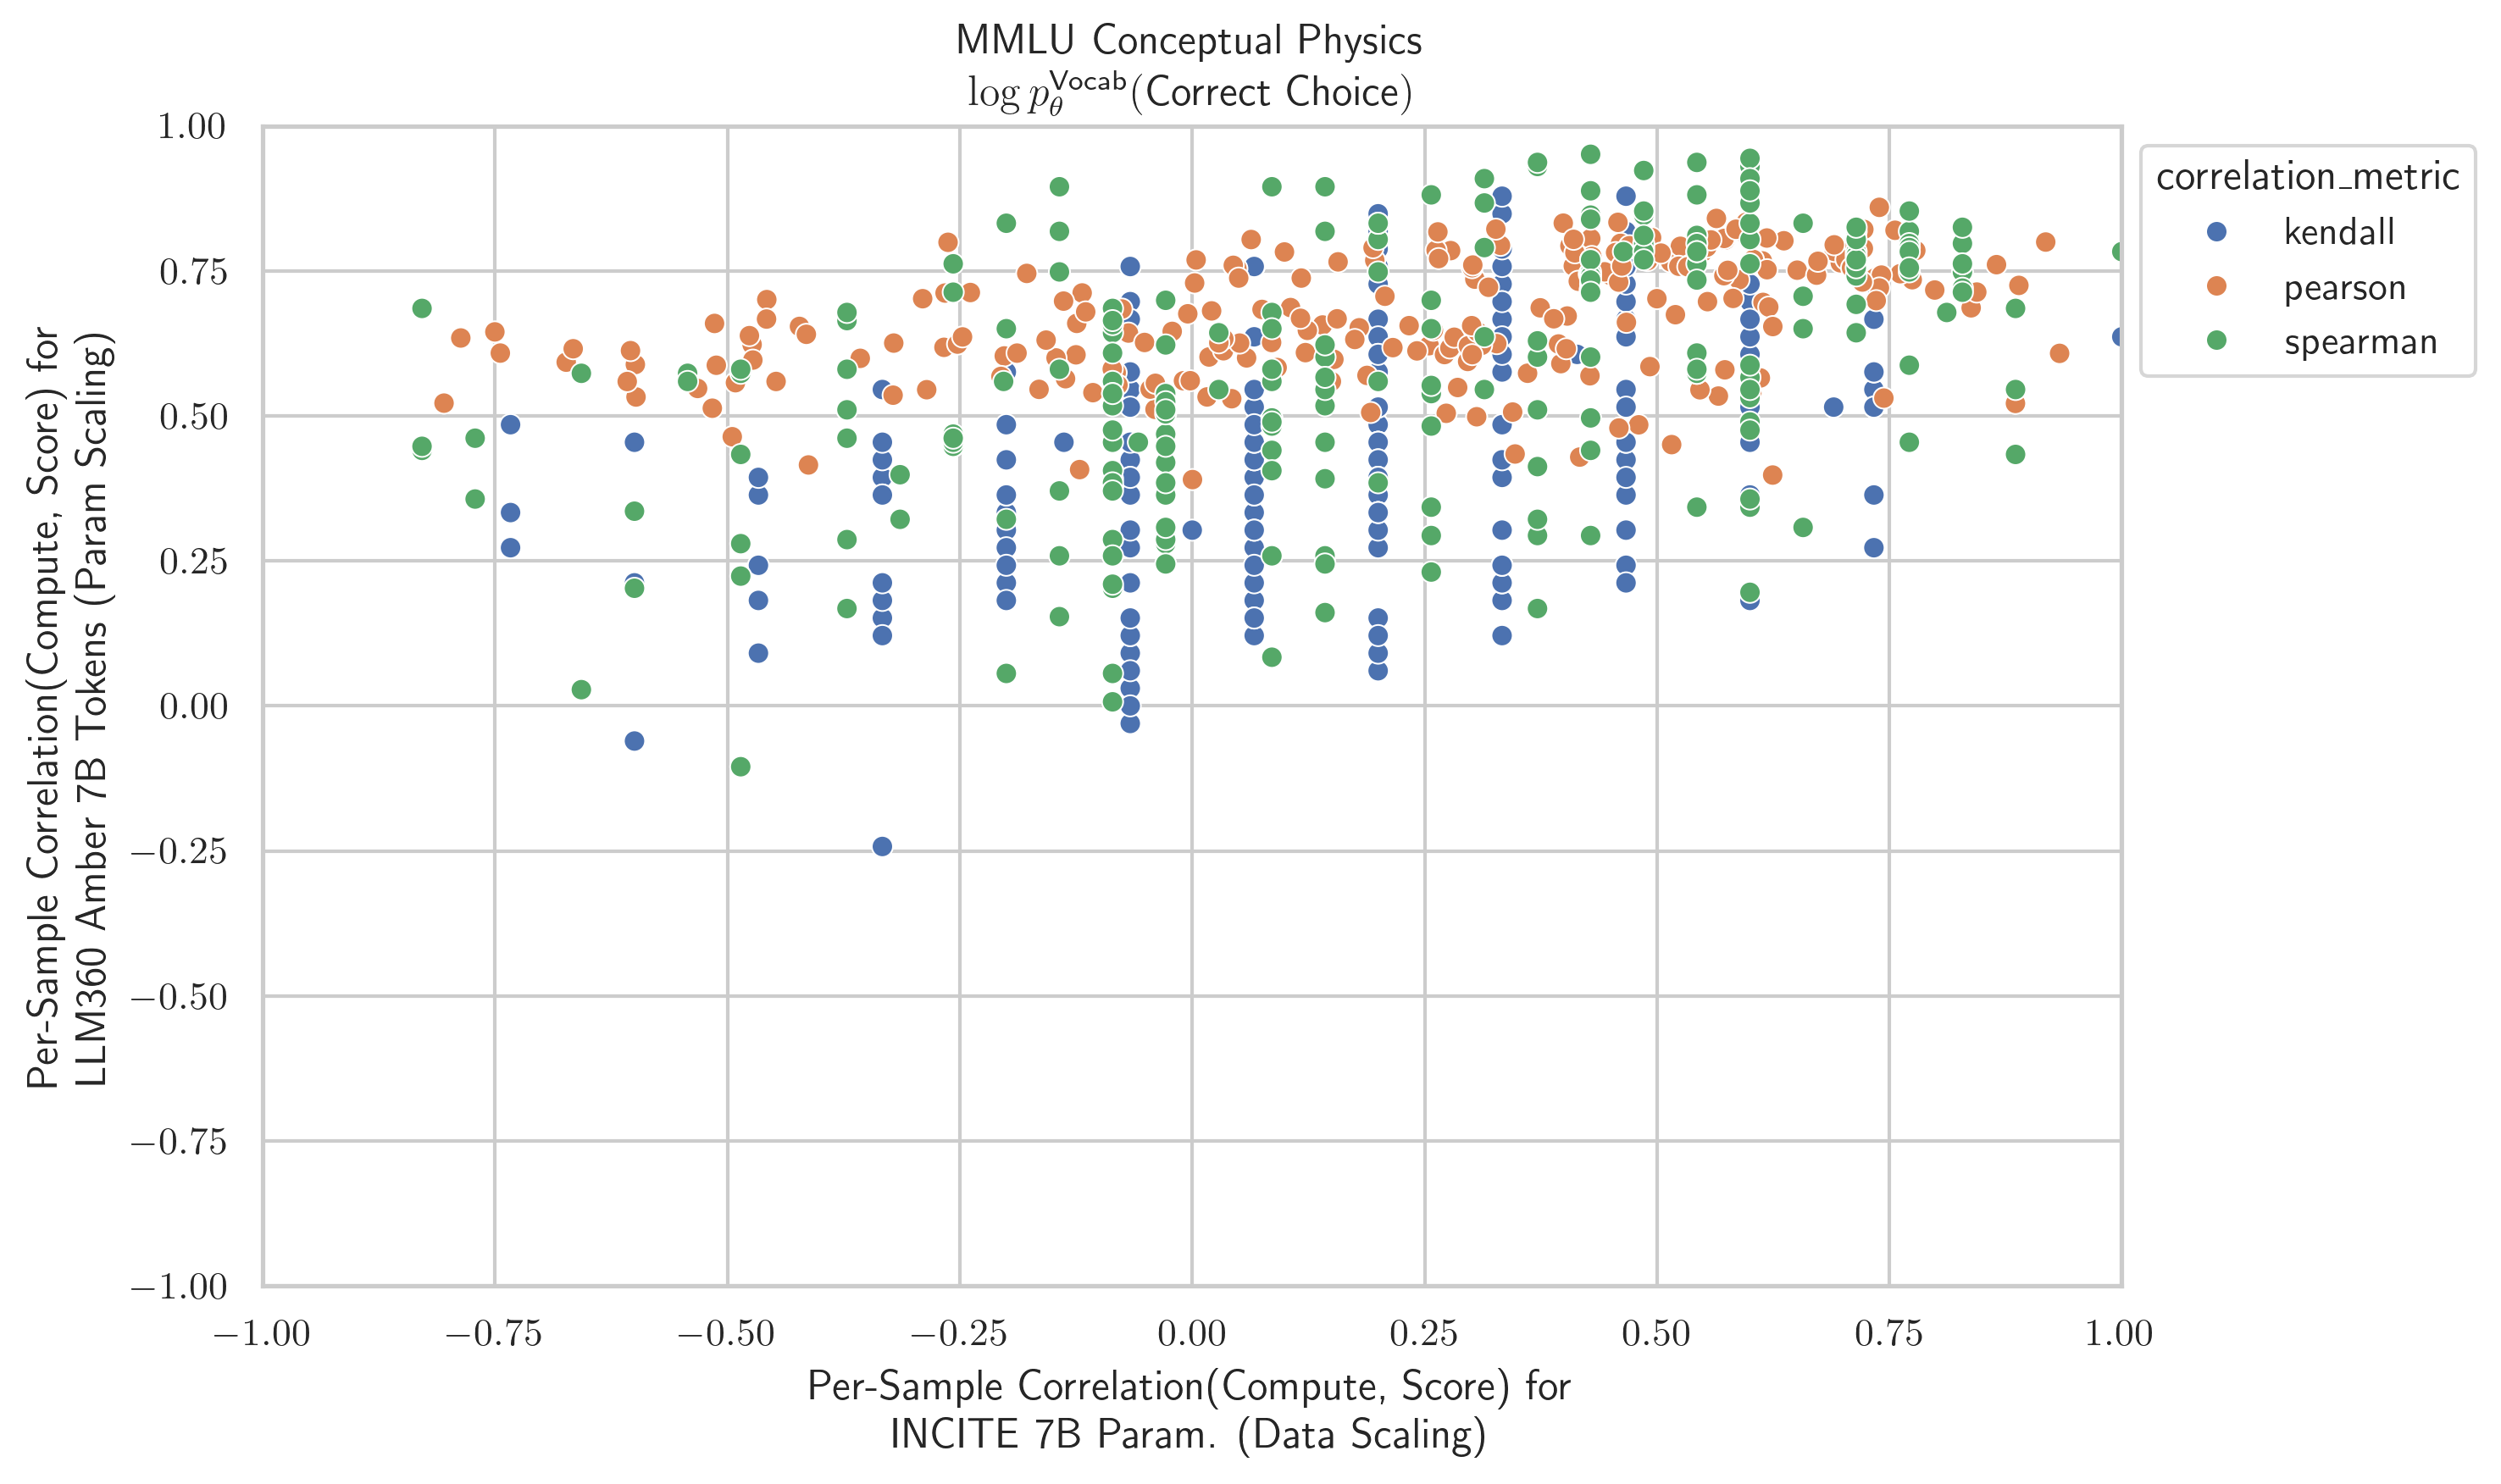 MMLU Conceptual Physics
log p_θ^Vocab(Correct Choice)
1.00
0.75
0.50
0.25
0.00
−0.25
−0.50
−0.75
−1.00
Per-Sample Correlation(Compute, Score) for
LLM360 Amber 7B Tokens (Param Scaling)
−1.00 −0.75 −0.50 −0.25 0.00 0.25 0.50 0.75 1.00
Per-Sample Correlation(Compute, Score) for
INCITE 7B Param. (Data Scaling)
correlation_metric
kendall
pearson
spearman